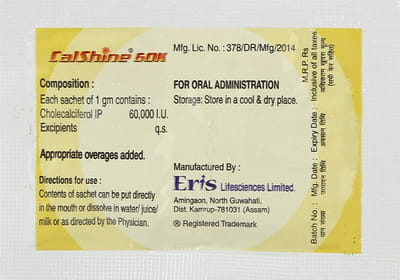 CalShine® 60K
Composition :
Each sachet of 1 gm contains :
Cholecalciferol IP 60,000 I.U.
Excipients q.s.
Appropriate overages added.
Directions for use :
Contents of sachet can be put directly
in the mouth or dissolve in water/ juice/
milk or as directed by the Physician.
Mfg. Lic. No. : 378/DR/Mfg/2014
FOR ORAL ADMINISTRATION
Storage: Store in a cool & dry place.
Manufactured By :
Eris Lifesciences Limited.
Amingaon, North Guwahati,
Dist. Kamrup-781031 (Assam)
® Registered Trademark
Batch No. : Mfg. Date : Expiry Date : M.R.P. Rs
Inclusive of all taxes.